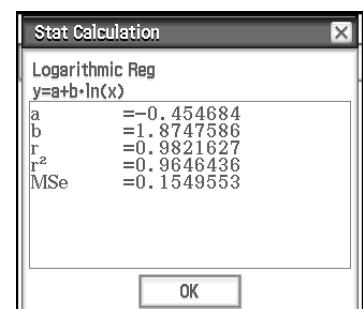 Stat Calculation
Logarithmic Reg
y=a+b·ln(x)
a =-0.454684
b =1.8747586
r =0.9821627
r² =0.9646436
MSe =0.1549553
OK